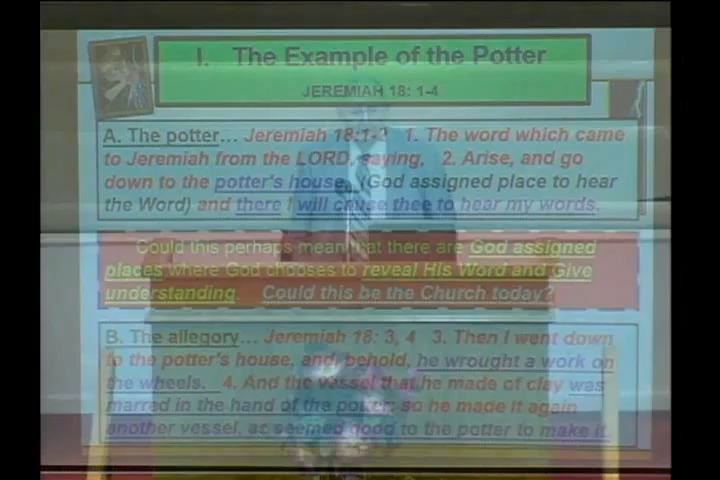 I. The Example of the Potter
JEREMIAH 18: 1-4
A. The potter... Jeremiah 18:1-2 1. The word which came
to Jeremiah from the LORD, saying, 2. Arise, and go
down to the potter's house, (God assigned place to hear
the Word) and there I will cause thee to hear my words.
Could this perhaps mean that there are God assigned
places where God chooses to reveal His Word and Give
understanding. Could this be the Church today?
B. The allegory... Jeremiah 18: 3, 4 3. Then I went down
to the potter's house, and, behold, he wrought a work on
the wheels. 4. And the vessel that he made of clay was
marred in the hand of the potter: so he made it again
another vessel, as seemed good to the potter to make it.